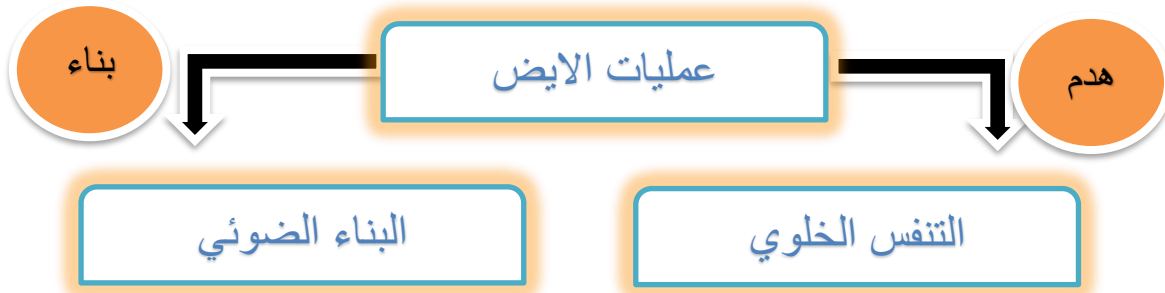 هدم
عمليات الايض
بناء
التنفس الخلوي
البناء الضوئي